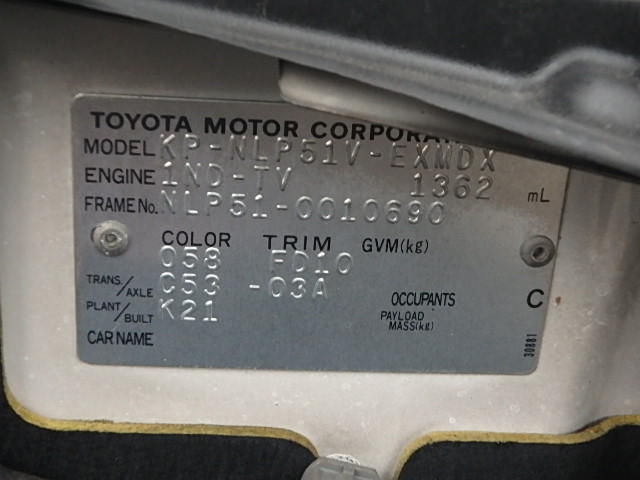 TOYOTA MOTOR CORPORAT
MODEL KP-NLP51V-EXMDX
ENGINE 1ND-TV 1362 mL
FRAME No. NLP51-0010690
COLOR TRIM GVM(kg)
058 FD10
TRANS./AXLE C53 -03A
OCCUPANTS C
PLANT/BUILT K21
PAYLOAD MASS(kg)
CAR NAME
30881